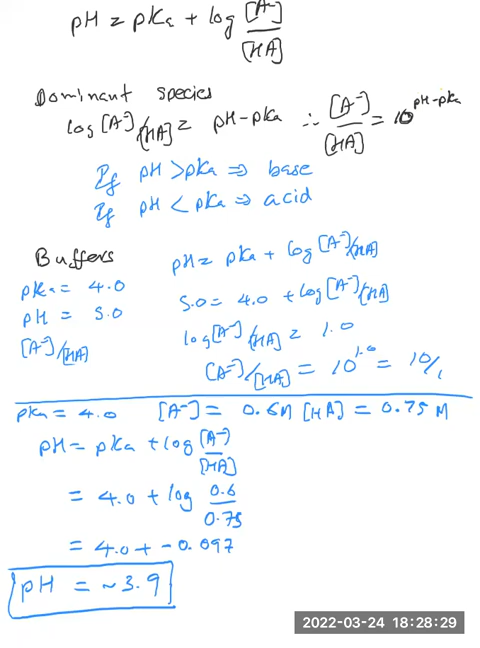 pH = pKa + log [A⁻]/[HA]
Dominant species
log [A⁻]/[HA] = pH-pKa ∴ [A⁻]/[HA] = 10^pH-pKa
If pH > pKa ⇒ base
If pH < pKa ⇒ acid
Buffers
pKa = 4.0
pH = 5.0
[A⁻]/[HA]
pH = pKa + log [A⁻]/[HA]
5.0 = 4.0 + log [A⁻]/[HA]
log [A⁻]/[HA] = 1.0
[A⁻]/[HA] = 10^1.0 = 10/1
pKa = 4.0 [A⁻] = 0.6M [HA] = 0.75 M
pH = pKa + log [A⁻]/[HA]
= 4.0 + log 0.6/0.75
= 4.0 + -0.097
pH = ~3.9
2022-03-24 18:28:29